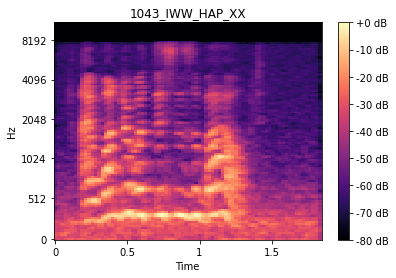 1043_IWW_HAP_XX
+0 dB
8192
-10 dB
4096
-20 dB
-30 dB
2048
Hz
-40 dB
1024
-50 dB
512
-60 dB
-70 dB
0
-80 dB
0 0.5 1 1.5
Time